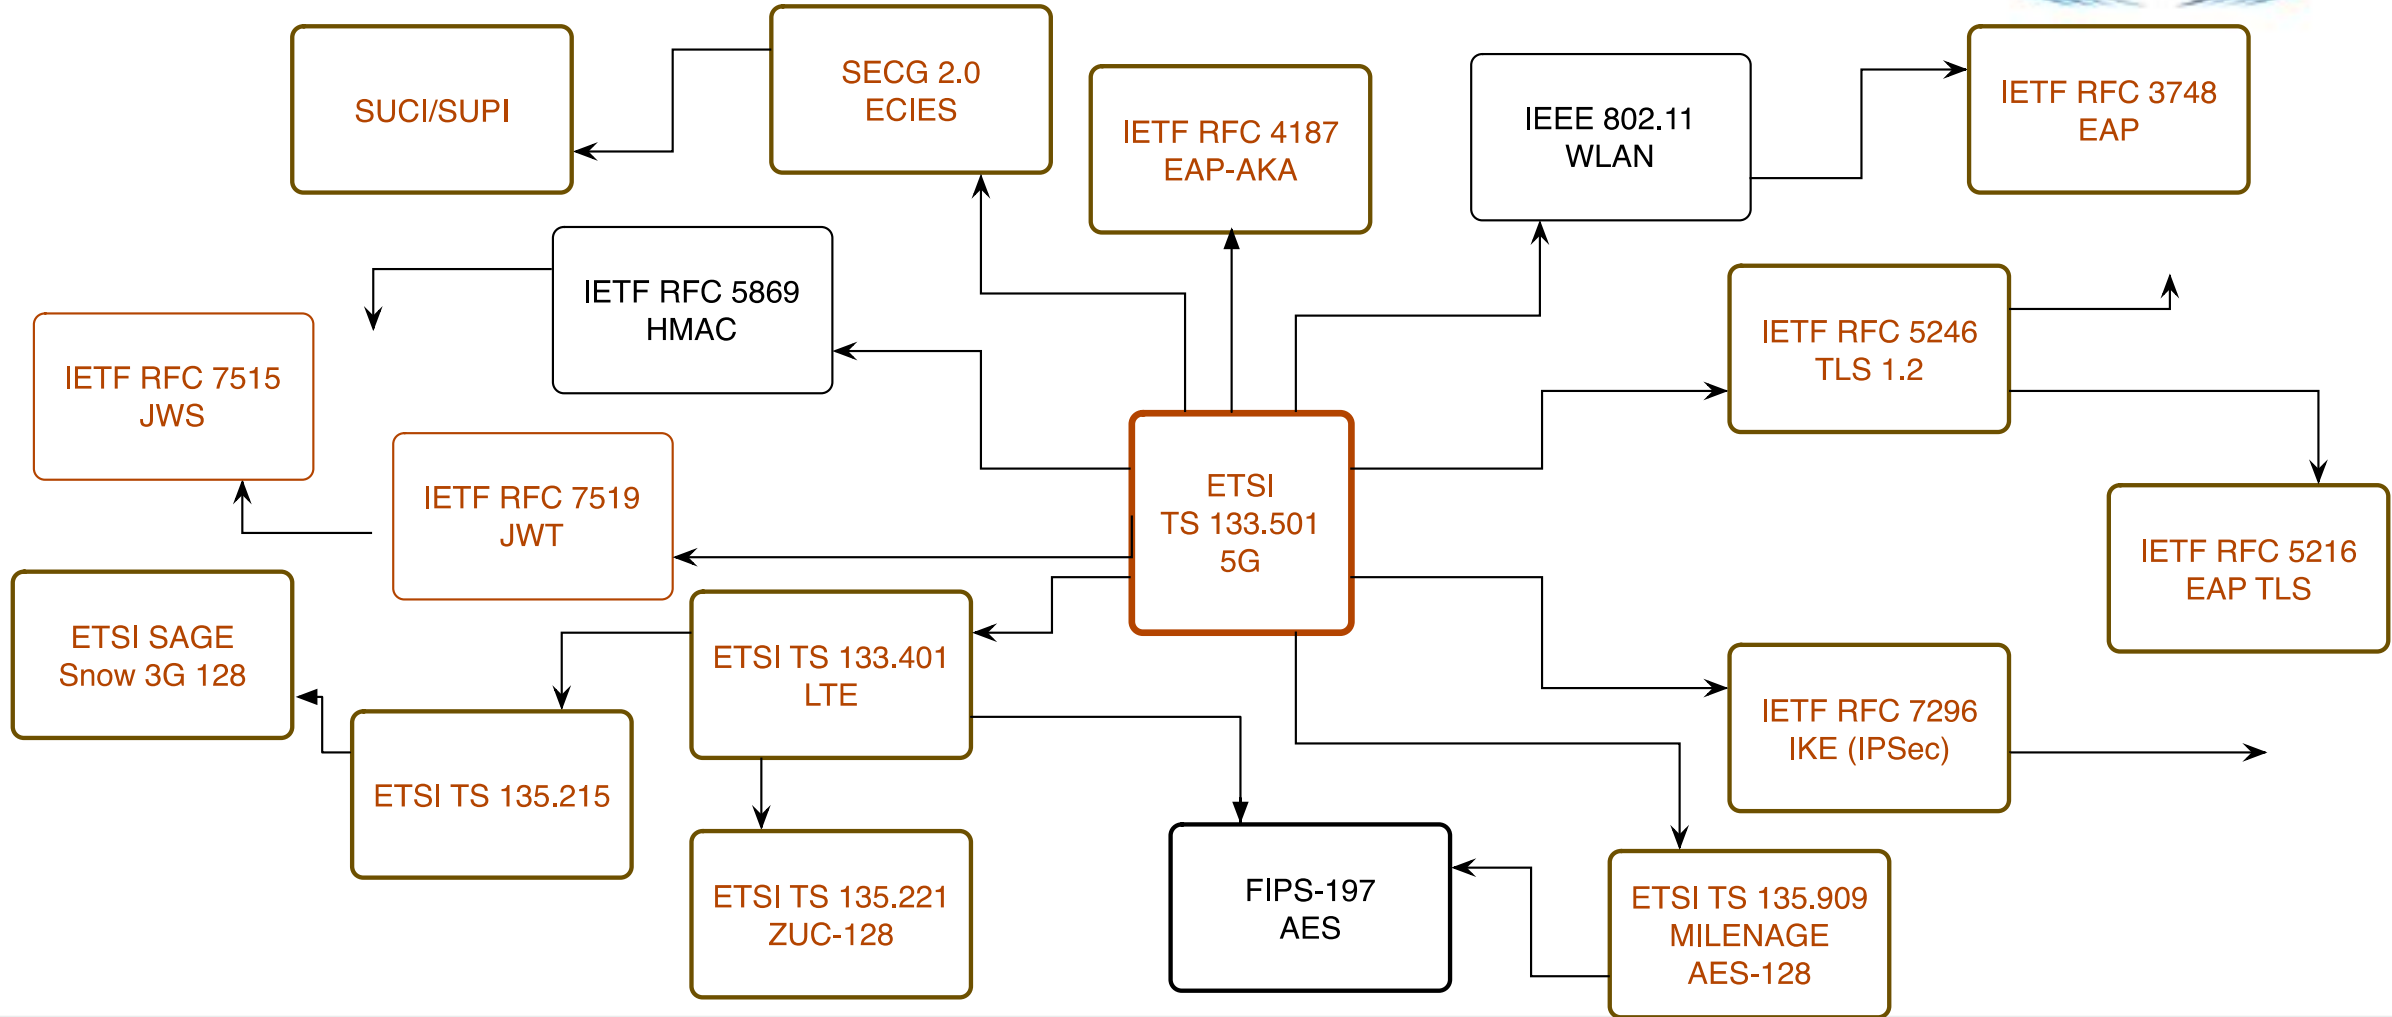 SUCI/SUPI
SECG 2.0
ECIES
IETF RFC 4187
EAP-AKA
IEEE 802.11
WLAN
IETF RFC 3748
EAP
IETF RFC 5869
HMAC
IETF RFC 5246
TLS 1.2
IETF RFC 7515
JWS
IETF RFC 7519
JWT
ETSI
TS 133.501
5G
IETF RFC 5216
EAP TLS
ETSI SAGE
Snow 3G 128
ETSI TS 133.401
LTE
IETF RFC 7296
IKE (IPSec)
ETSI TS 135.215
ETSI TS 135.221
ZUC-128
FIPS-197
AES
ETSI TS 135.909
MILENAGE
AES-128